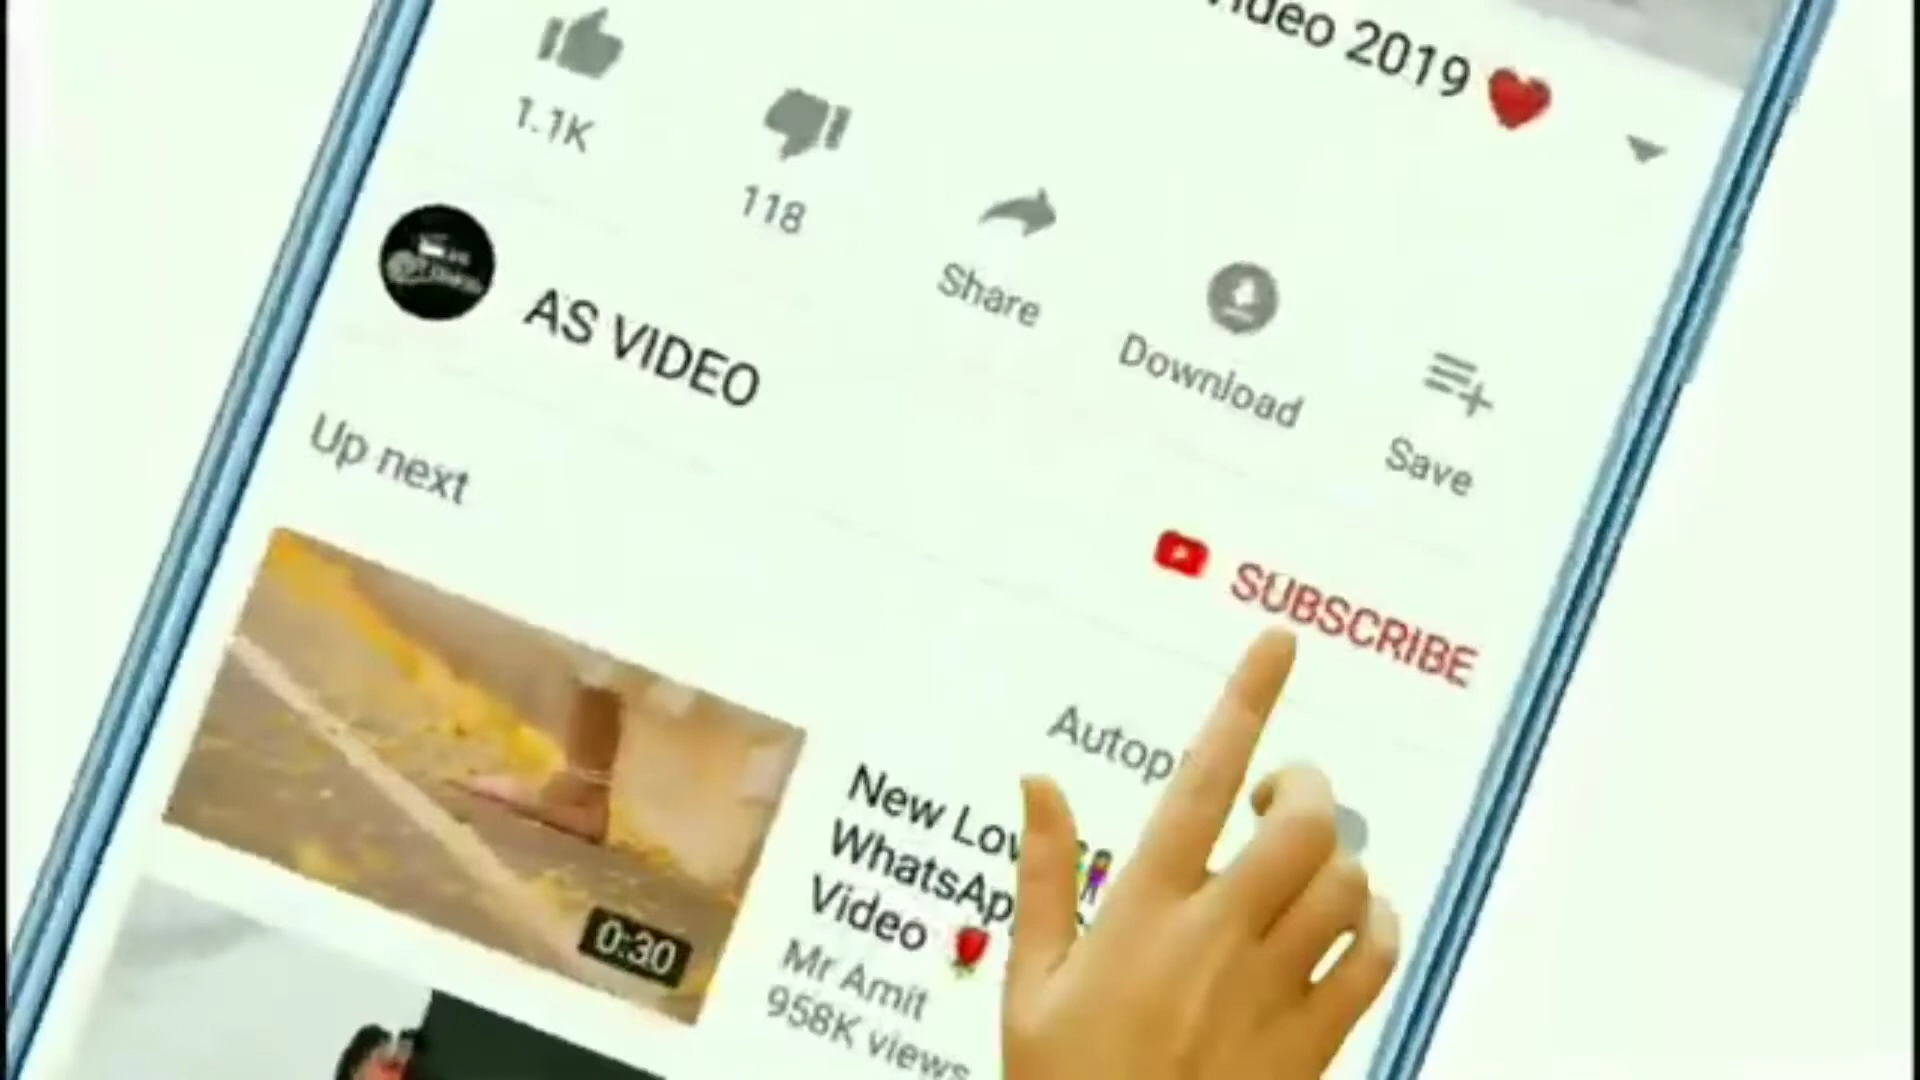 ideo 2019 ❤️
1.1K
118
Share
Download
Save
AS VIDEO
SUBSCRIBE
Up next
Autop
0:30
New Lov
WhatsAp
Video 🌹
Mr Amit
958K views